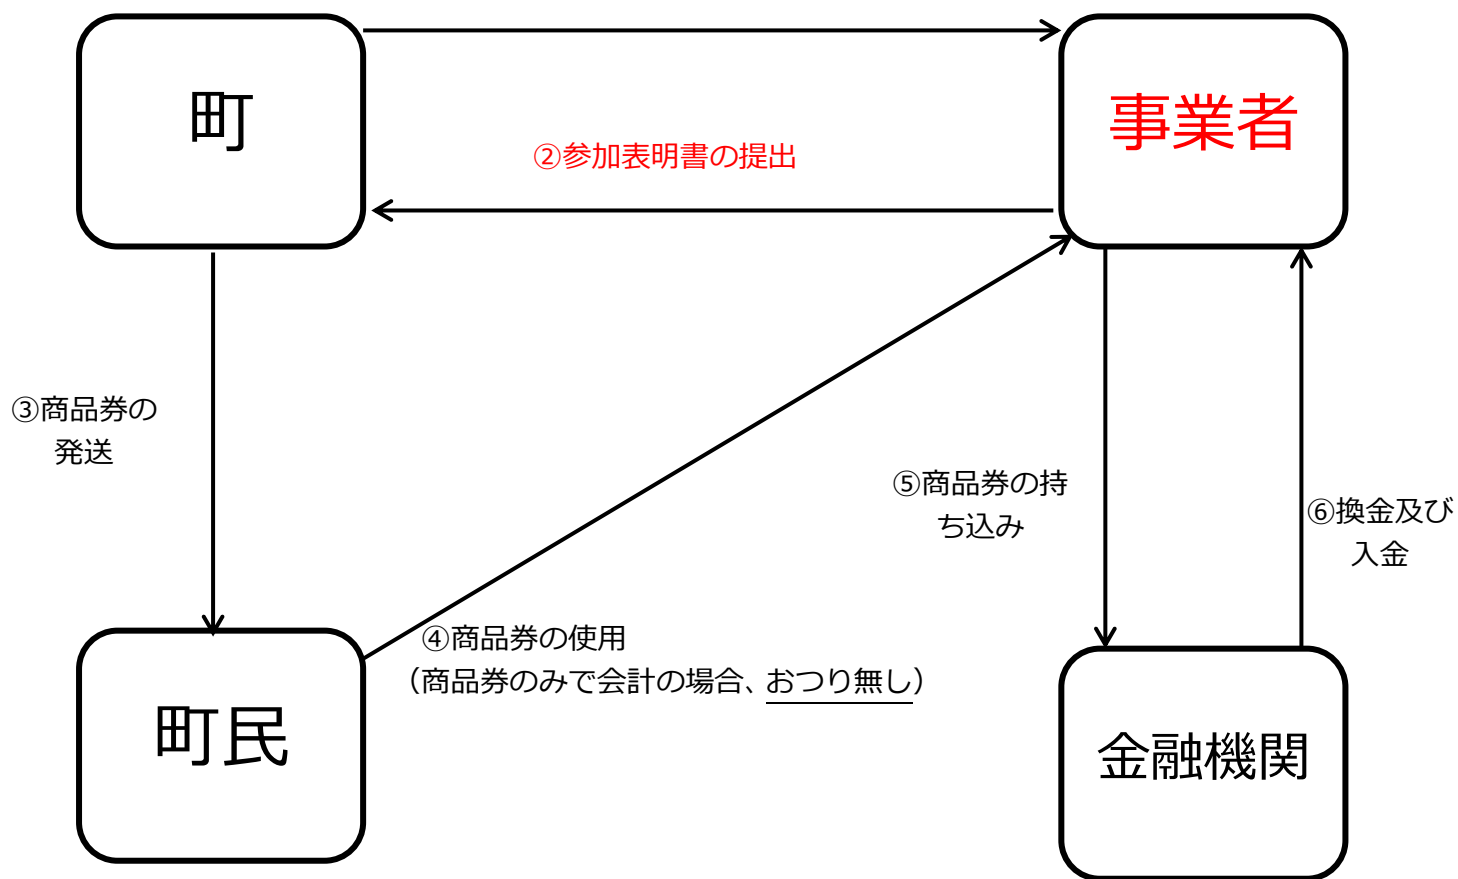 町
事業者
②参加表明書の提出
③商品券の
発送
⑤商品券の持
ち込み
⑥換金及び
入金
④商品券の使用
（商品券のみで会計の場合、おつり無し）
町民
金融機関